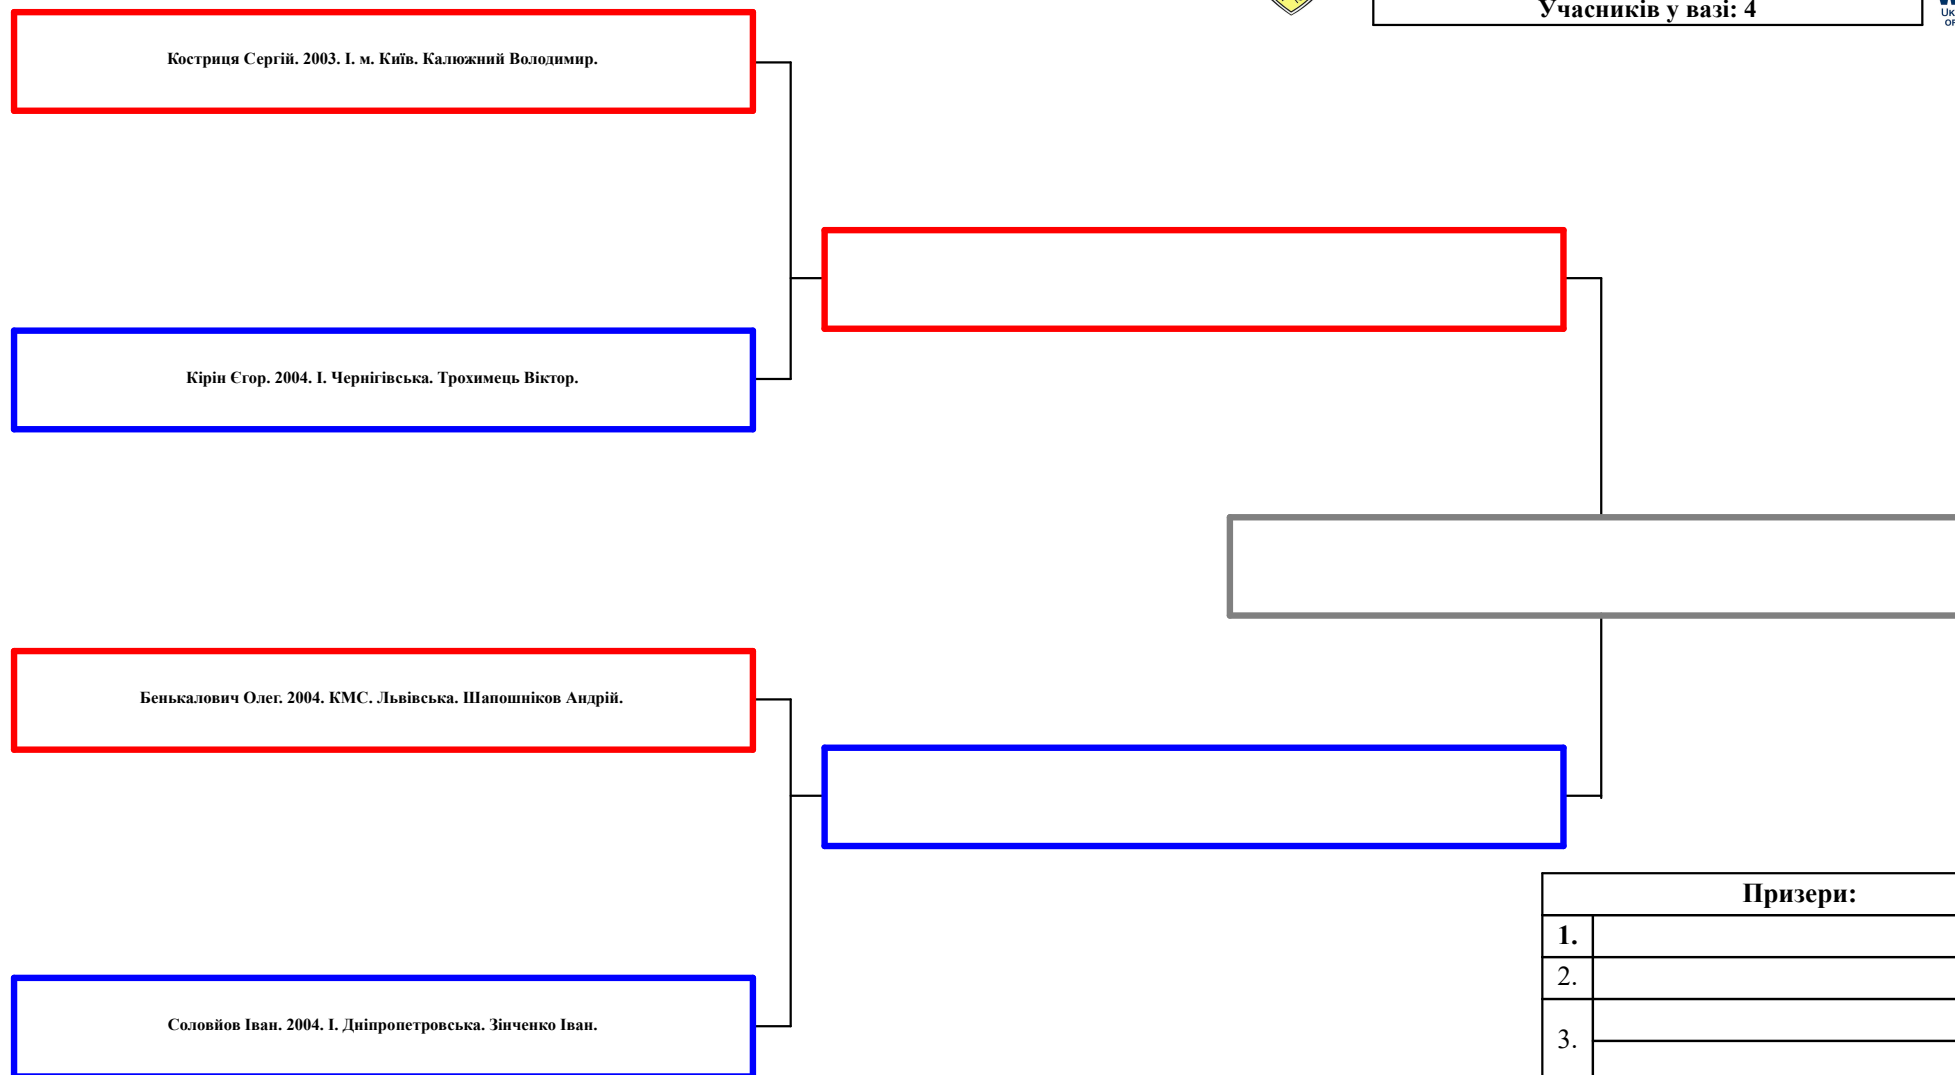 Учасників у вазі: 4
Костриця Сергій. 2003. І. м. Київ. Калюжний Володимир.
Кірін Єгор. 2004. І. Чернігівська. Трохимець Віктор.
Бенькалович Олег. 2004. КМС. Львівська. Шапошніков Андрій.
Соловйов Іван. 2004. І. Дніпропетровська. Зінченко Іван.
Призери:
1.
2.
3.